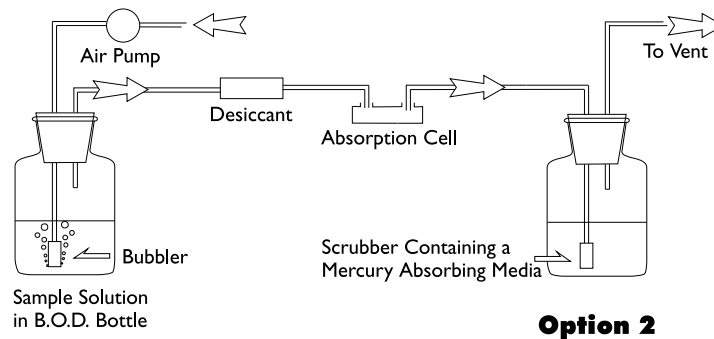 Air Pump
To Vent
Desiccant
Absorption Cell
Bubbler
Scrubber Containing a
Mercury Absorbing Media
Sample Solution
in B.O.D. Bottle
Option 2